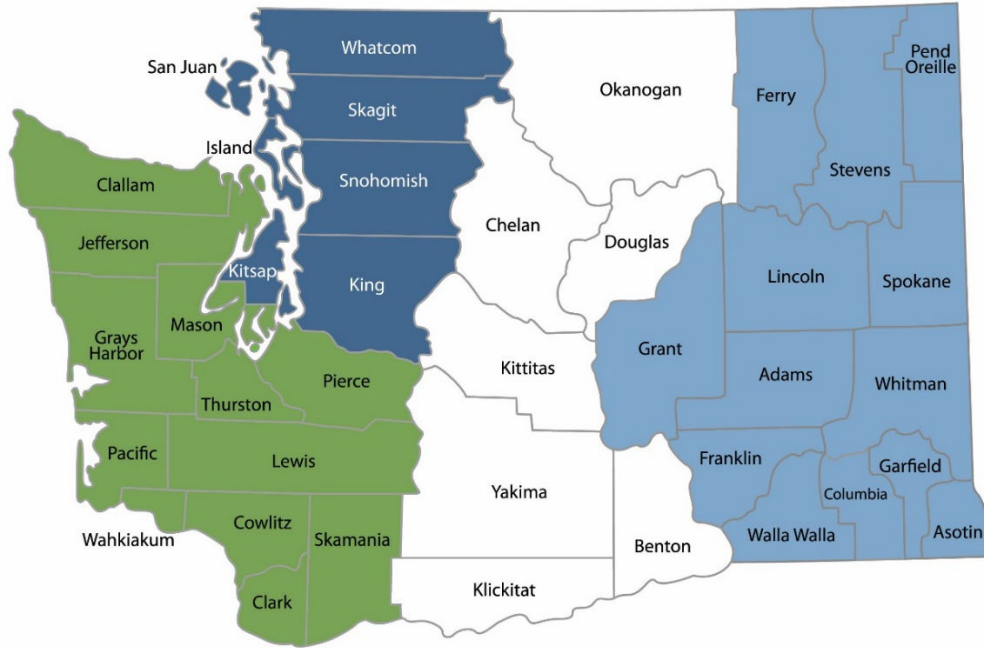 Whatcom
San Juan
Pend
Oreille
Okanogan
Ferry
Skagit
Island
Stevens
Clallam
Snohomish
Chelan
Douglas
Jefferson
Kitsap
King
Lincoln
Spokane
Mason
Grays
Harbor
Grant
Kittitas
Pierce
Adams
Whitman
Thurston
Pacific
Lewis
Franklin
Garfield
Yakima
Columbia
Cowlitz
Wahkiakum
Skamania
Benton
Walla Walla
Asotin
Klickitat
Clark